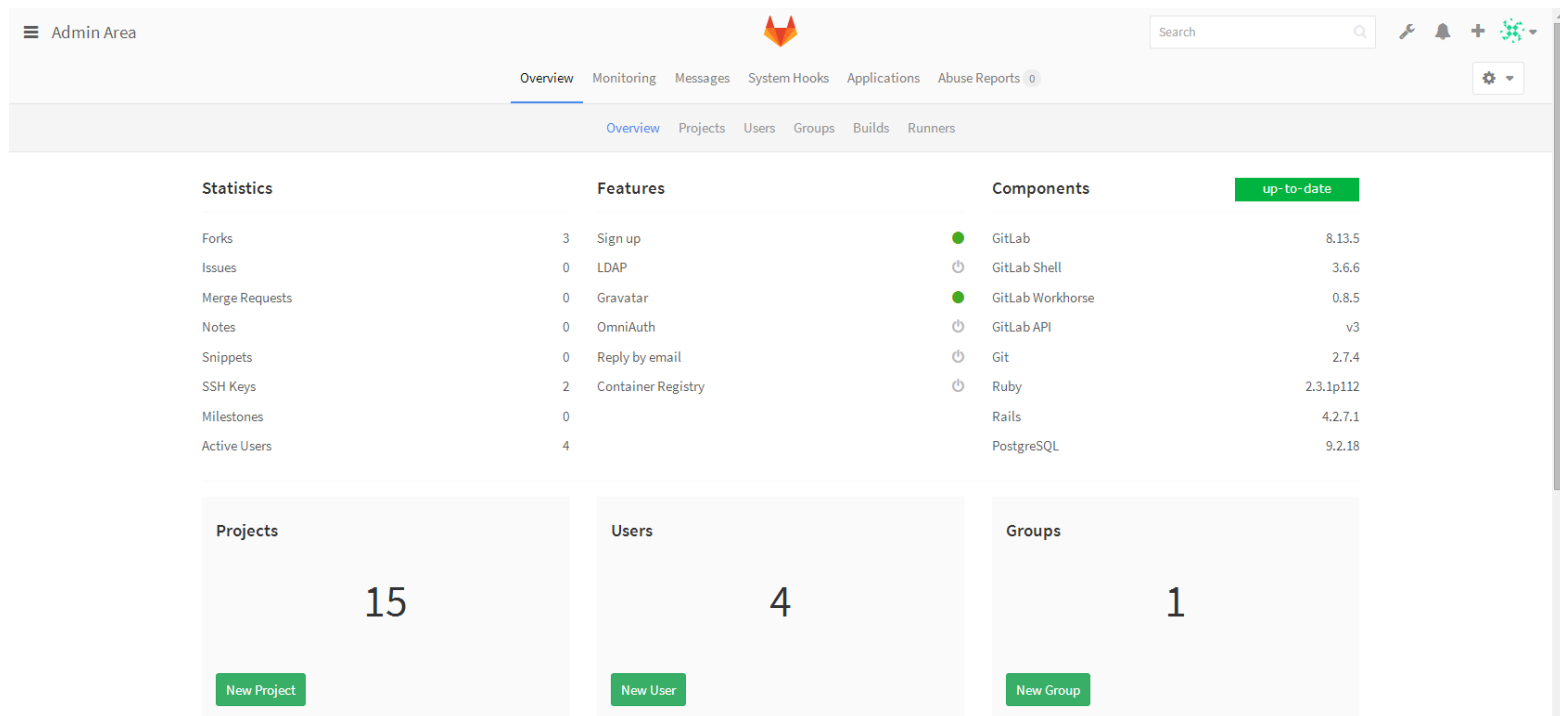 Admin Area
Search
Overview Monitoring Messages System Hooks Applications Abuse Reports 0
Overview Projects Users Groups Builds Runners
Statistics
Forks 3
Issues 0
Merge Requests 0
Notes 0
Snippets 0
SSH Keys 2
Milestones 0
Active Users 4
Features
Sign up
LDAP
Gravatar
OmniAuth
Reply by email
Container Registry
Components up-to-date
GitLab 8.13.5
GitLab Shell 3.6.6
GitLab Workhorse 0.8.5
GitLab API v3
Git 2.7.4
Ruby 2.3.1p112
Rails 4.2.7.1
PostgreSQL 9.2.18
Projects
15
New Project
Users
4
New User
Groups
1
New Group